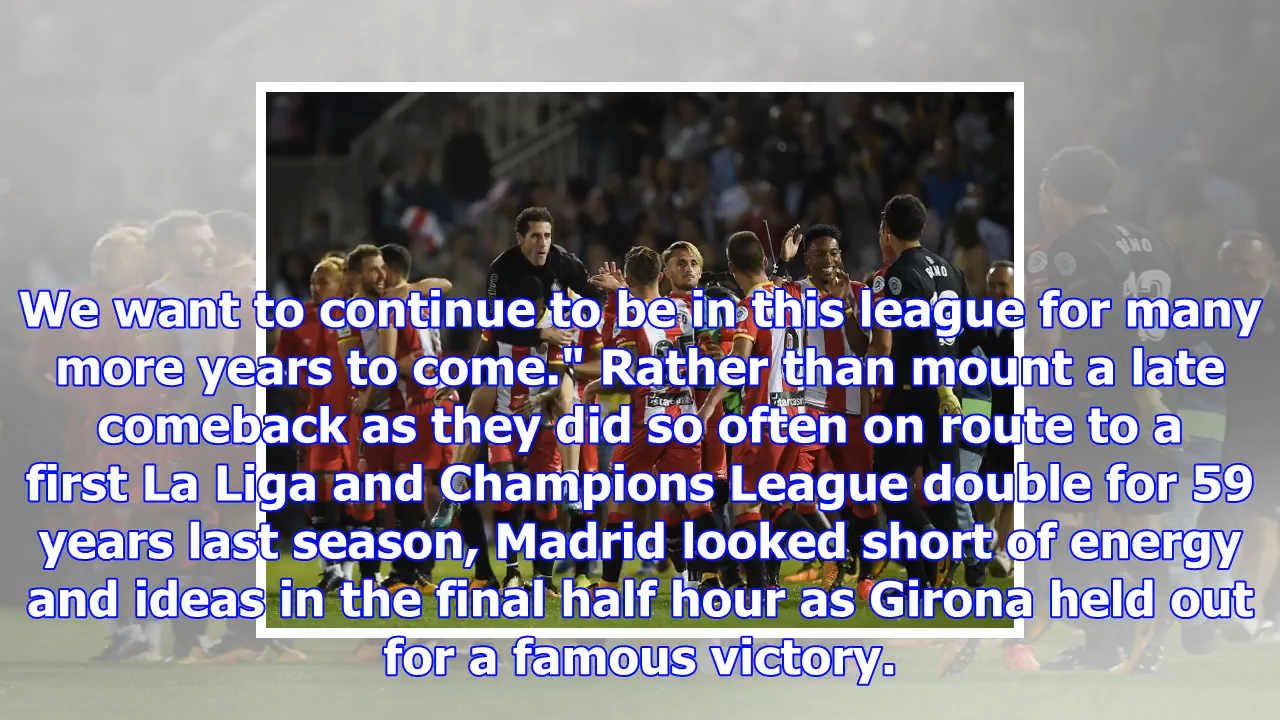 We want to continue to be in this league for many
more years to come." Rather than mount a late
comeback as they did so often on route to a
first La Liga and Champions League double for 59
years last season, Madrid looked short of energy
and ideas in the final half hour as Girona held out
for a famous victory.